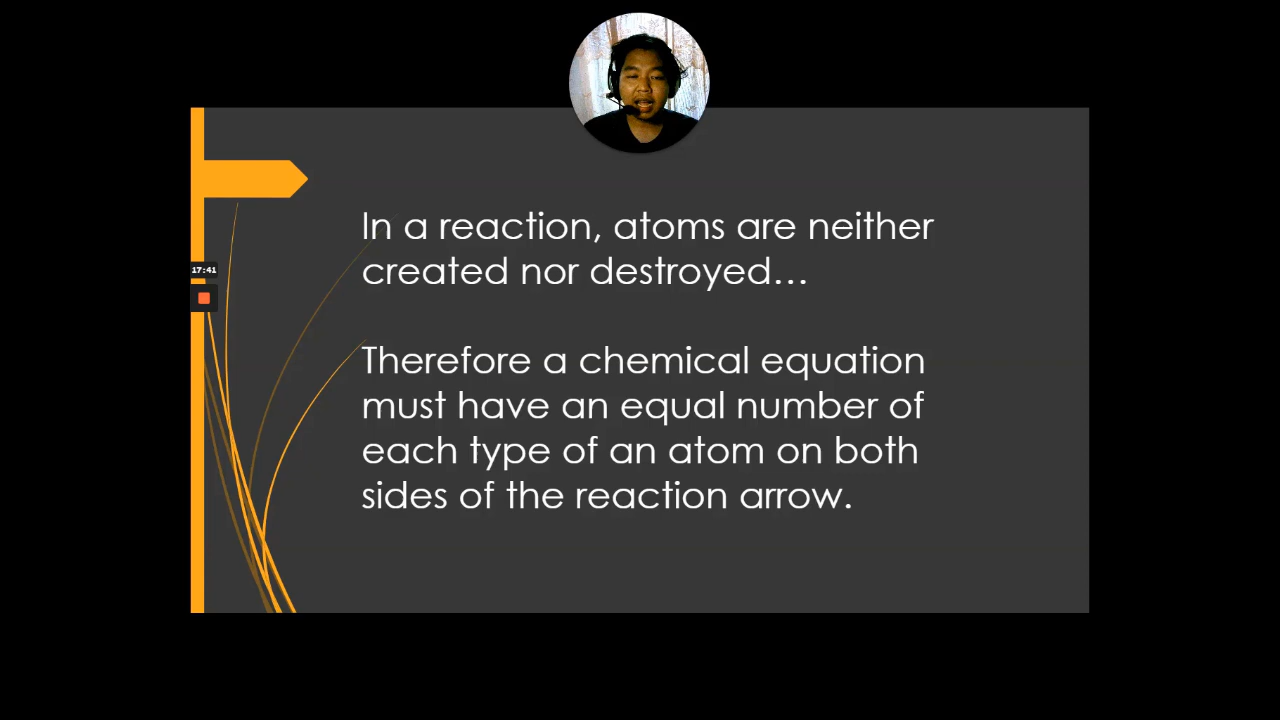 In a reaction, atoms are neither
created nor destroyed…
17:41
Therefore a chemical equation
must have an equal number of
each type of an atom on both
sides of the reaction arrow.